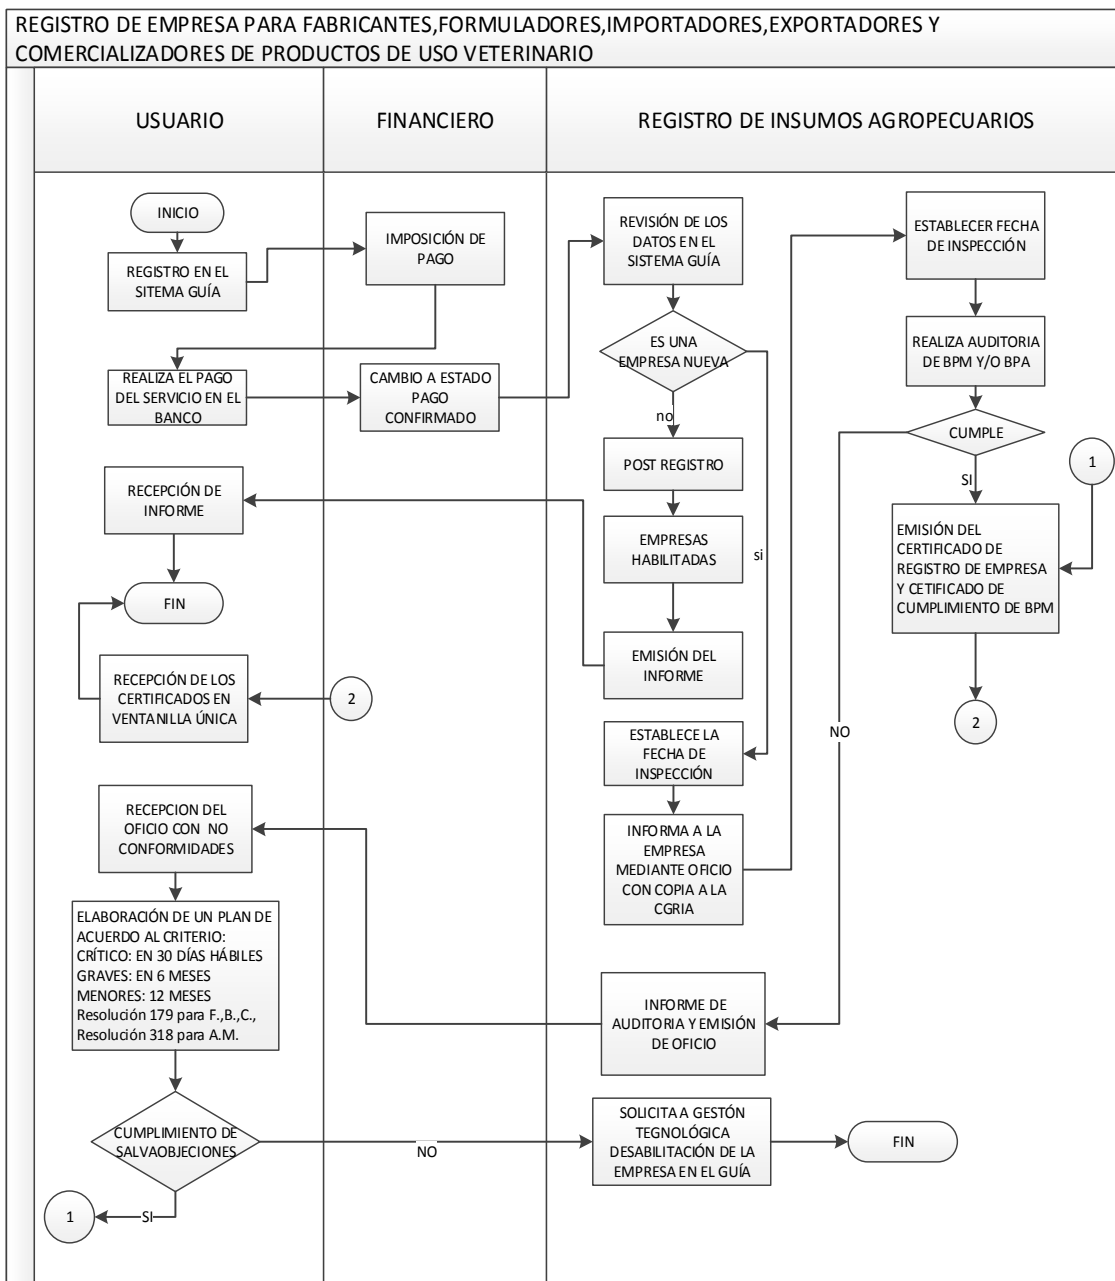 REGISTRO DE EMPRESA PARA FABRICANTES,FORMULADORES,IMPORTADORES,EXPORTADORES Y
COMERCIALIZADORES DE PRODUCTOS DE USO VETERINARIO
USUARIO
FINANCIERO
REGISTRO DE INSUMOS AGROPECUARIOS
INICIO
REGISTRO EN EL
SITEMA GUÍA
IMPOSICIÓN DE
PAGO
REALIZA EL PAGO
DEL SERVICIO EN EL
BANCO
CAMBIO A ESTADO
PAGO
CONFIRMADO
REVISIÓN DE LOS
DATOS EN EL
SISTEMA GUÍA
ES UNA
EMPRESA NUEVA
no
si
POST REGISTRO
EMPRESAS
HABILITADAS
EMISIÓN DEL
INFORME
RECEPCIÓN DE
INFORME
FIN
RECEPCIÓN DE LOS
CERTIFICADOS EN
VENTANILLA ÚNICA
2
ESTABLECE LA
FECHA DE
INSPECCIÓN
INFORMA A LA
EMPRESA
MEDIANTE OFICIO
CON COPIA A LA
CGRIA
ESTABLECER FECHA
DE INSPECCIÓN
REALIZA AUDITORIA
DE BPM Y/O BPA
CUMPLE
SI
NO
1
EMISIÓN DEL
CERTIFICADO DE
REGISTRO DE EMPRESA
Y CETIFICADO DE
CUMPLIMIENTO DE BPM
2
INFORME DE
AUDITORIA Y EMISIÓN
DE OFICIO
RECEPCION DEL
OFICIO CON NO
CONFORMIDADES
ELABORACIÓN DE UN PLAN DE
ACUERDO AL CRITERIO:
CRÍTICO: EN 30 DÍAS HÁBILES
GRAVES: EN 6 MESES
MENORES: 12 MESES
Resolución 179 para F.,B.,C.,
Resolución 318 para A.M.
CUMPLIMIENTO DE
SALVAOBJECIONES
SI
1
NO
SOLICITA A GESTÓN
TEGNOLÓGICA
DESABILITACIÓN DE LA
EMPRESA EN EL GUÍA
FIN